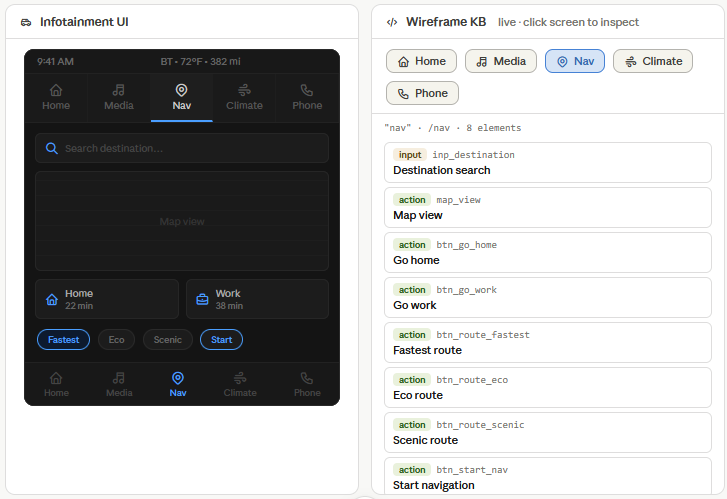 Infotainment UI
9:41 AM BT • 72°F • 382 mi
Home Media Nav Climate Phone
Search destination...
Map view
Home
22 min
Work
38 min
Fastest Eco Scenic Start
Home Media Nav Climate Phone
</> Wireframe KB live · click screen to inspect
Home Media Nav Climate
Phone
"nav" · /nav · 8 elements
input inp_destination
Destination search
action map_view
Map view
action btn_go_home
Go home
action btn_go_work
Go work
action btn_route_fastest
Fastest route
action btn_route_eco
Eco route
action btn_route_scenic
Scenic route
action btn_start_nav
Start navigation